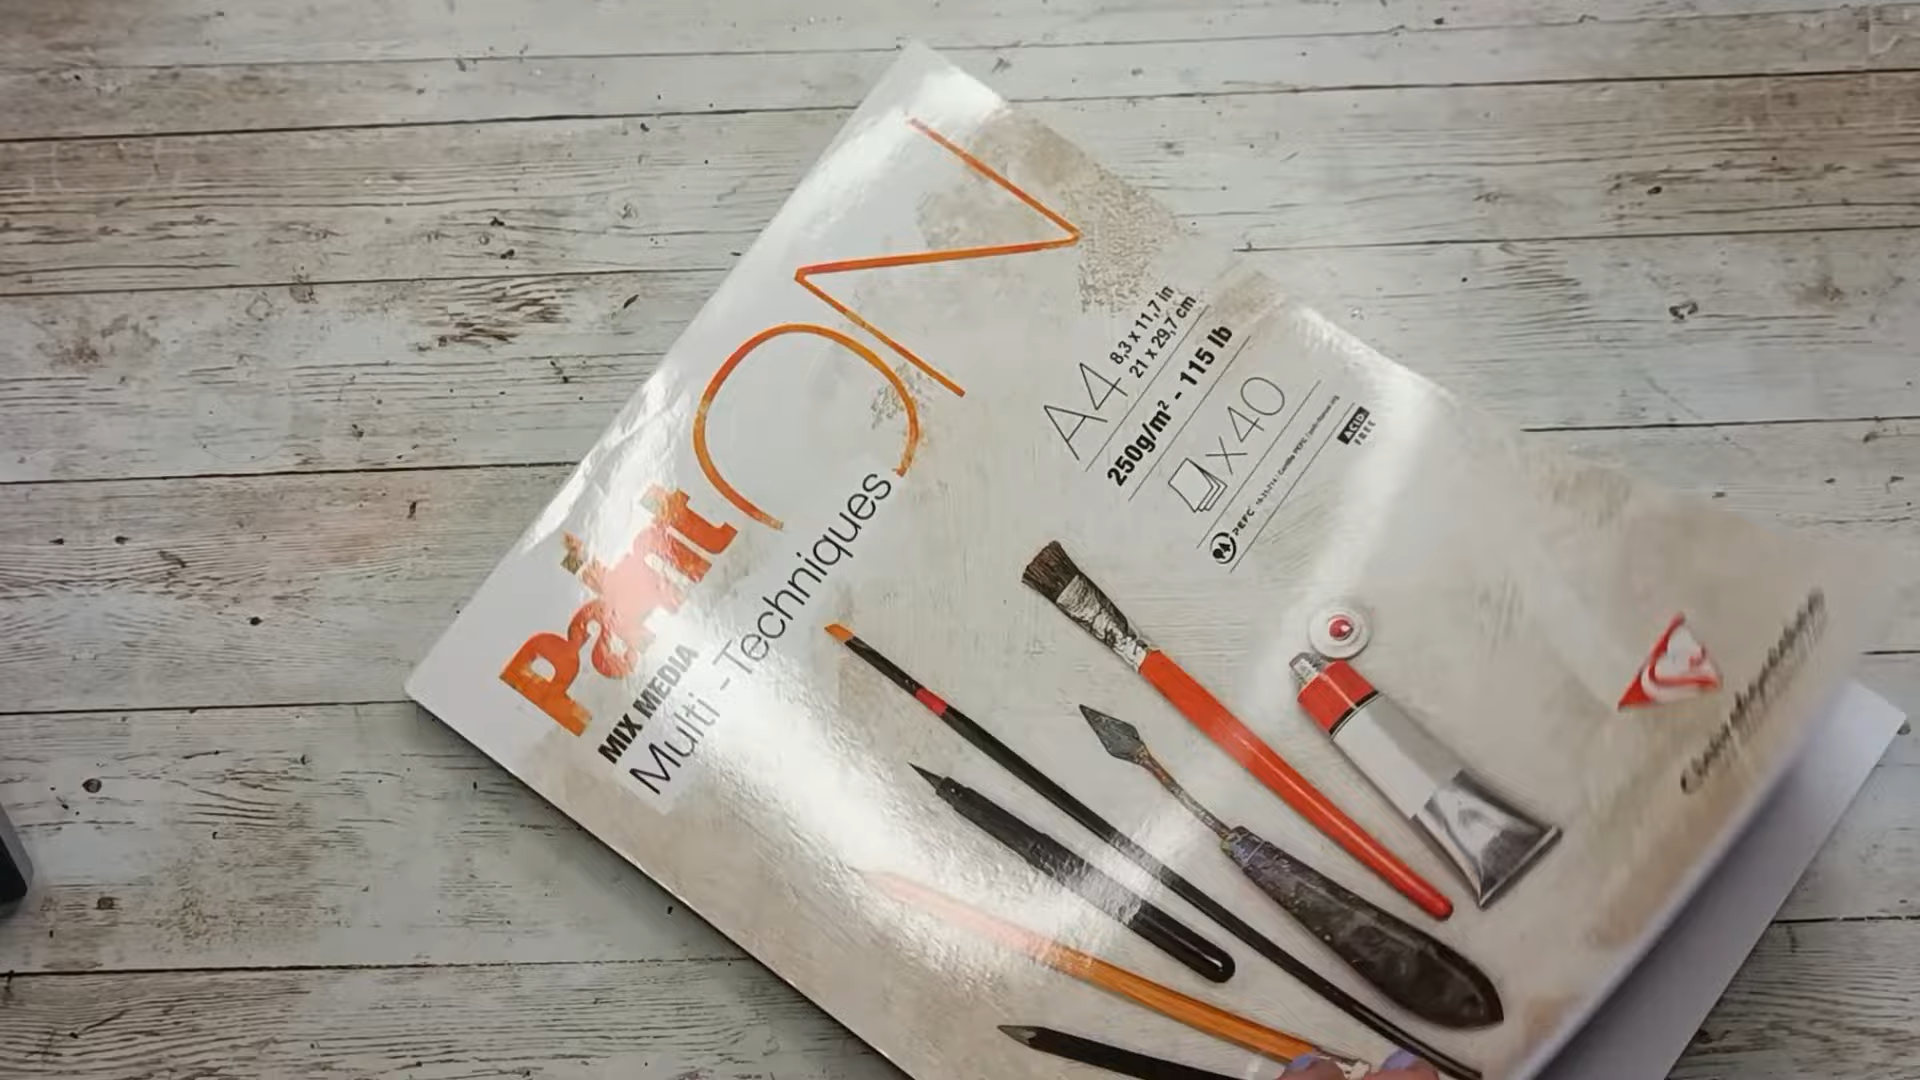 Paint ON
MIX MEDIA
Multi - Techniques
A4
8,3 x 11,7 in
21 x 29,7 cm
250g/m² - 115 lb
x 40
PEFC
ACID
FREE